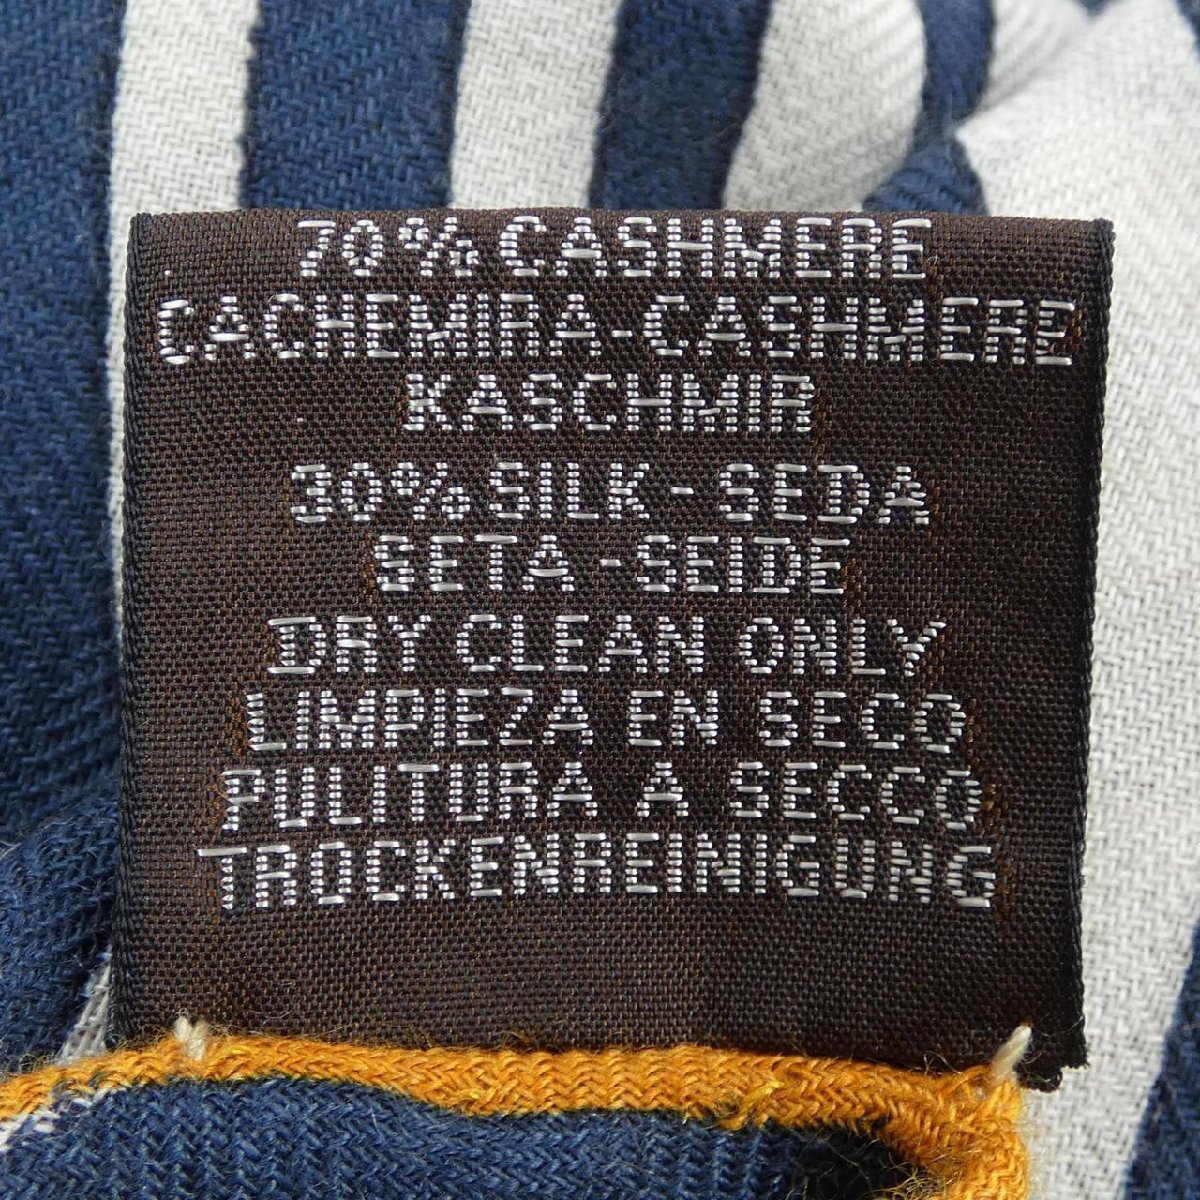 70% CASHMERE
CACHEMIRA-CASHMERE
KASCHMIR
30% SILK-SEDA
SETA-SEIDE
DRY CLEAN ONLY
LIMPIEZA EN SECO
PULITURA A SECCO
TROCKENREINIGUNG